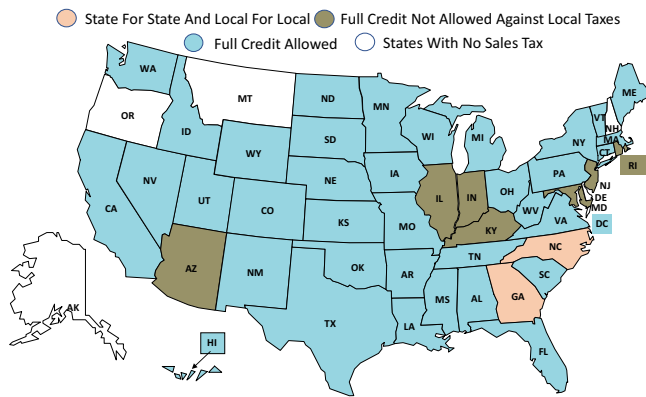 State For State And Local For Local Full Credit Not Allowed Against Local Taxes
Full Credit Allowed States With No Sales Tax
WA
MT
ND
MN
ME
OR
ID
SD
WI
MI
VT
NH
NY
MA
CT
RI
WY
IA
NE
PA
NJ
OH
DE
MD
NV
UT
CO
IL
IN
WV
VA
DC
CA
KS
MO
KY
NC
TN
AZ
NM
OK
AR
SC
MS
AL
GA
AK
HI
TX
LA
FL